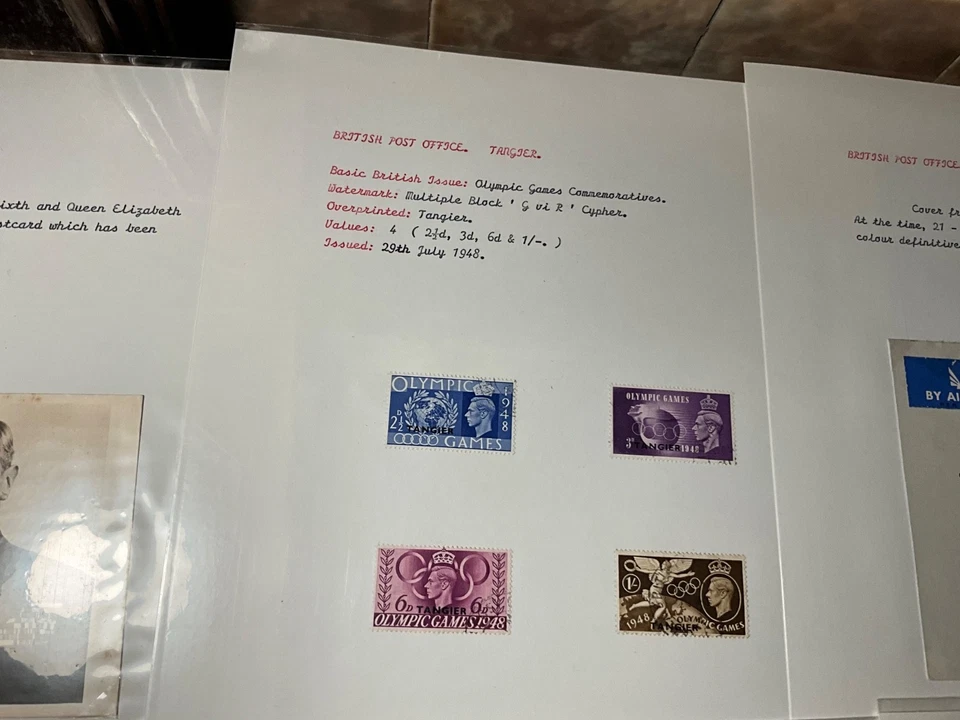 ixth and Queen Elizabeth
stcard which has been
BRITISH POST OFFICE. TANGIER.
Basic British Issue: Olympic Games Commemoratives.
Watermark: Multiple Block ' G vi R ' Cypher.
Overprinted: Tangier.
Values: 4 ( 2½d, 3d, 6d & 1/-. )
Issued: 29th July 1948.
OLYMPIC 1948
2½D TANGIER
GAMES
OLYMPIC GAMES
3D TANGIER 1948
6D TANGIER 6D
OLYMPIC GAMES 1948
1/-
1948 OLYMPIC GAMES
TANGIER
BRITISH POST OFFICE
Cover fr
At the time, 21 -
colour definitive
BY AI